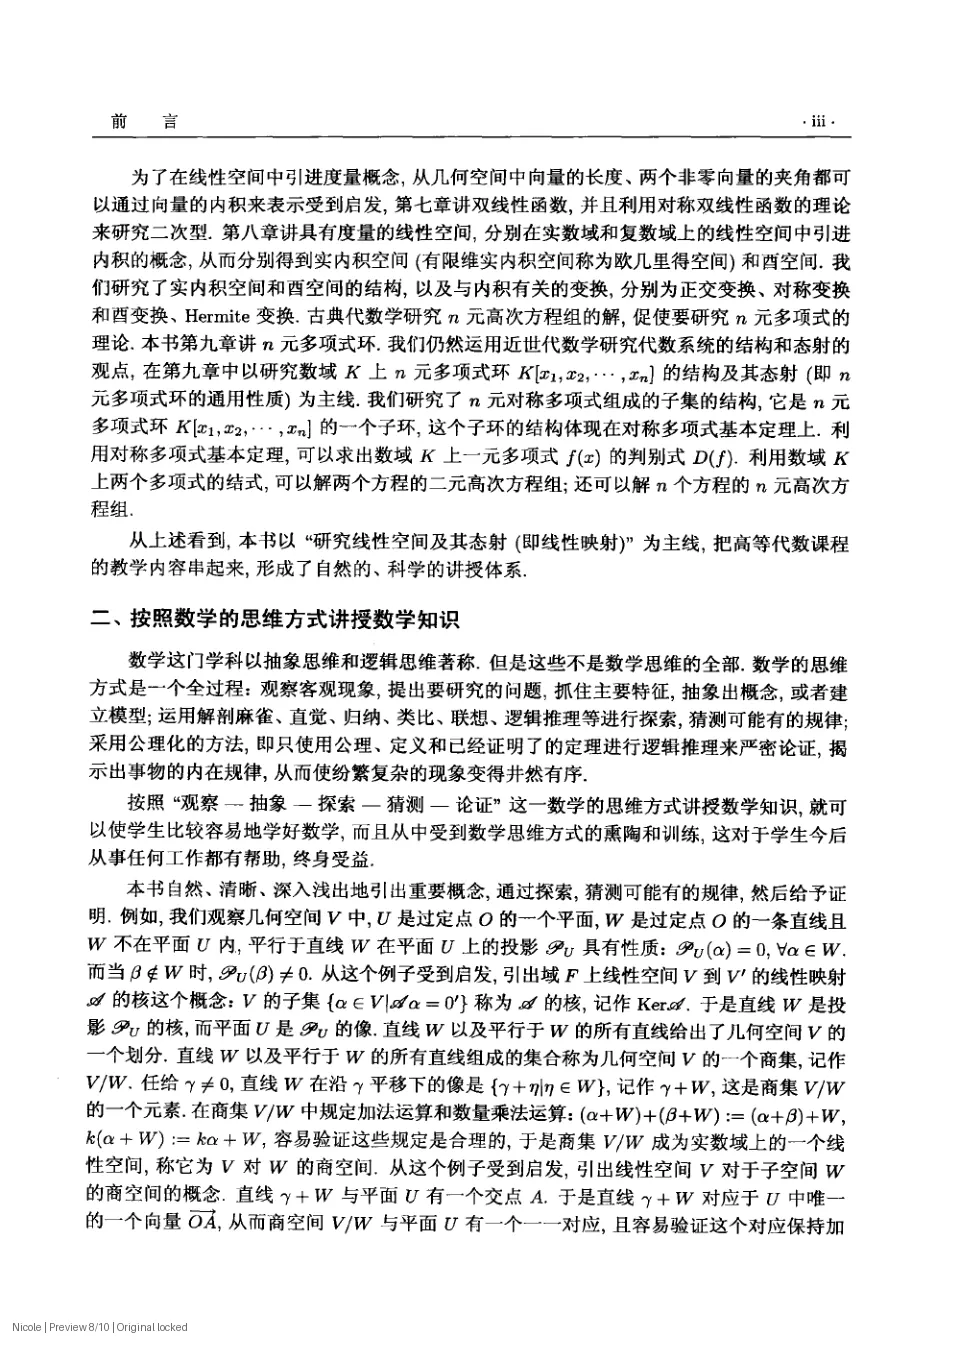 前 言 · iii ·
为了在线性空间中引进度量概念, 从几何空间中向量的长度、两个非零向量的夹角都可
以通过向量的内积来表示受到启发, 第七章讲双线性函数, 并且利用对称双线性函数的理论
来研究二次型. 第八章讲具有度量的线性空间, 分别在实数域和复数域上的线性空间中引进
内积的概念, 从而分别得到实内积空间 (有限维实内积空间称为欧几里得空间) 和酉空间. 我
们研究了实内积空间和酉空间的结构, 以及与内积有关的变换, 分别为正交变换、对称变换
和酉变换、Hermite 变换. 古典代数学研究 n 元高次方程组的解, 促使要研究 n 元多项式的
理论. 本书第九章讲 n 元多项式环. 我们仍然运用近世代数学研究代数系统的结构和态射的
观点, 在第九章中以研究数域 K 上 n 元多项式环 K[x₁,x₂,··· ,xₙ] 的结构及其态射 (即 n
元多项式环的通用性质) 为主线. 我们研究了 n 元对称多项式组成的子集的结构, 它是 n 元
多项式环 K[x₁,x₂,··· ,xₙ] 的一个子环, 这个子环的结构体现在对称多项式基本定理上. 利
用对称多项式基本定理, 可以求出数域 K 上一元多项式 f(x) 的判别式 D(f). 利用数域 K
上两个多项式的结式, 可以解两个方程的二元高次方程组; 还可以解 n 个方程的 n 元高次方
程组.
从上述看到, 本书以 “研究线性空间及其态射 (即线性映射)” 为主线, 把高等代数课程
的教学内容串起来, 形成了自然的、科学的讲授体系.
二、按照数学的思维方式讲授数学知识
数学这门学科以抽象思维和逻辑思维著称. 但是这些不是数学思维的全部. 数学的思维
方式是一个全过程: 观察客观现象, 提出要研究的问题, 抓住主要特征, 抽象出概念, 或者建
立模型; 运用解剖麻雀、直觉、归纳、类比、联想、逻辑推理等进行探索, 猜测可能有的规律;
采用公理化的方法, 即只使用公理、定义和已经证明了的定理进行逻辑推理来严密论证, 揭
示出事物的内在规律, 从而使纷繁复杂的现象变得井然有序.
按照 “观察 — 抽象 — 探索 — 猜测 — 论证” 这一数学的思维方式讲授数学知识, 就可
以使学生比较容易地学好数学, 而且从中受到数学思维方式的熏陶和训练, 这对于学生今后
从事任何工作都有帮助, 终身受益.
本书自然、清晰、深入浅出地引出重要概念, 通过探索, 猜测可能有的规律, 然后给予证
明. 例如, 我们观察几何空间 V 中, U 是过定点 O 的一个平面, W 是过定点 O 的一条直线且
W 不在平面 U 内, 平行于直线 W 在平面 U 上的投影 𝒫_U 具有性质: 𝒫_U(α) = 0, ∀α ∈ W.
而当 β ∉ W 时, 𝒫_U(β) ≠ 0. 从这个例子受到启发, 引出域 F 上线性空间 V 到 V′ 的线性映射
𝒜 的核这个概念: V 的子集 {α ∈ V|𝒜α = 0′} 称为 𝒜 的核, 记作 Ker𝒜. 于是直线 W 是投
影 𝒫_U 的核, 而平面 U 是 𝒫_U 的像. 直线 W 以及平行于 W 的所有直线给出了几何空间 V 的
一个划分. 直线 W 以及平行于 W 的所有直线组成的集合称为几何空间 V 的一个商集, 记作
V/W. 任给 γ ≠ 0, 直线 W 在沿 γ 平移下的像是 {γ + η|η ∈ W}, 记作 γ + W, 这是商集 V/W
的一个元素. 在商集 V/W 中规定加法运算和数量乘法运算: (α+W)+(β+W) := (α+β)+W,
k(α + W) := kα + W, 容易验证这些规定是合理的, 于是商集 V/W 成为实数域上的一个线
性空间, 称它为 V 对 W 的商空间. 从这个例子受到启发, 引出线性空间 V 对于子空间 W
的商空间的概念. 直线 γ + W 与平面 U 有一个交点 A. 于是直线 γ + W 对应于 U 中唯一
的一个向量 O͞A⃗, 从而商空间 V/W 与平面 U 有一个一一对应, 且容易验证这个对应保持加
Nicole | Preview 8/10 | Original locked